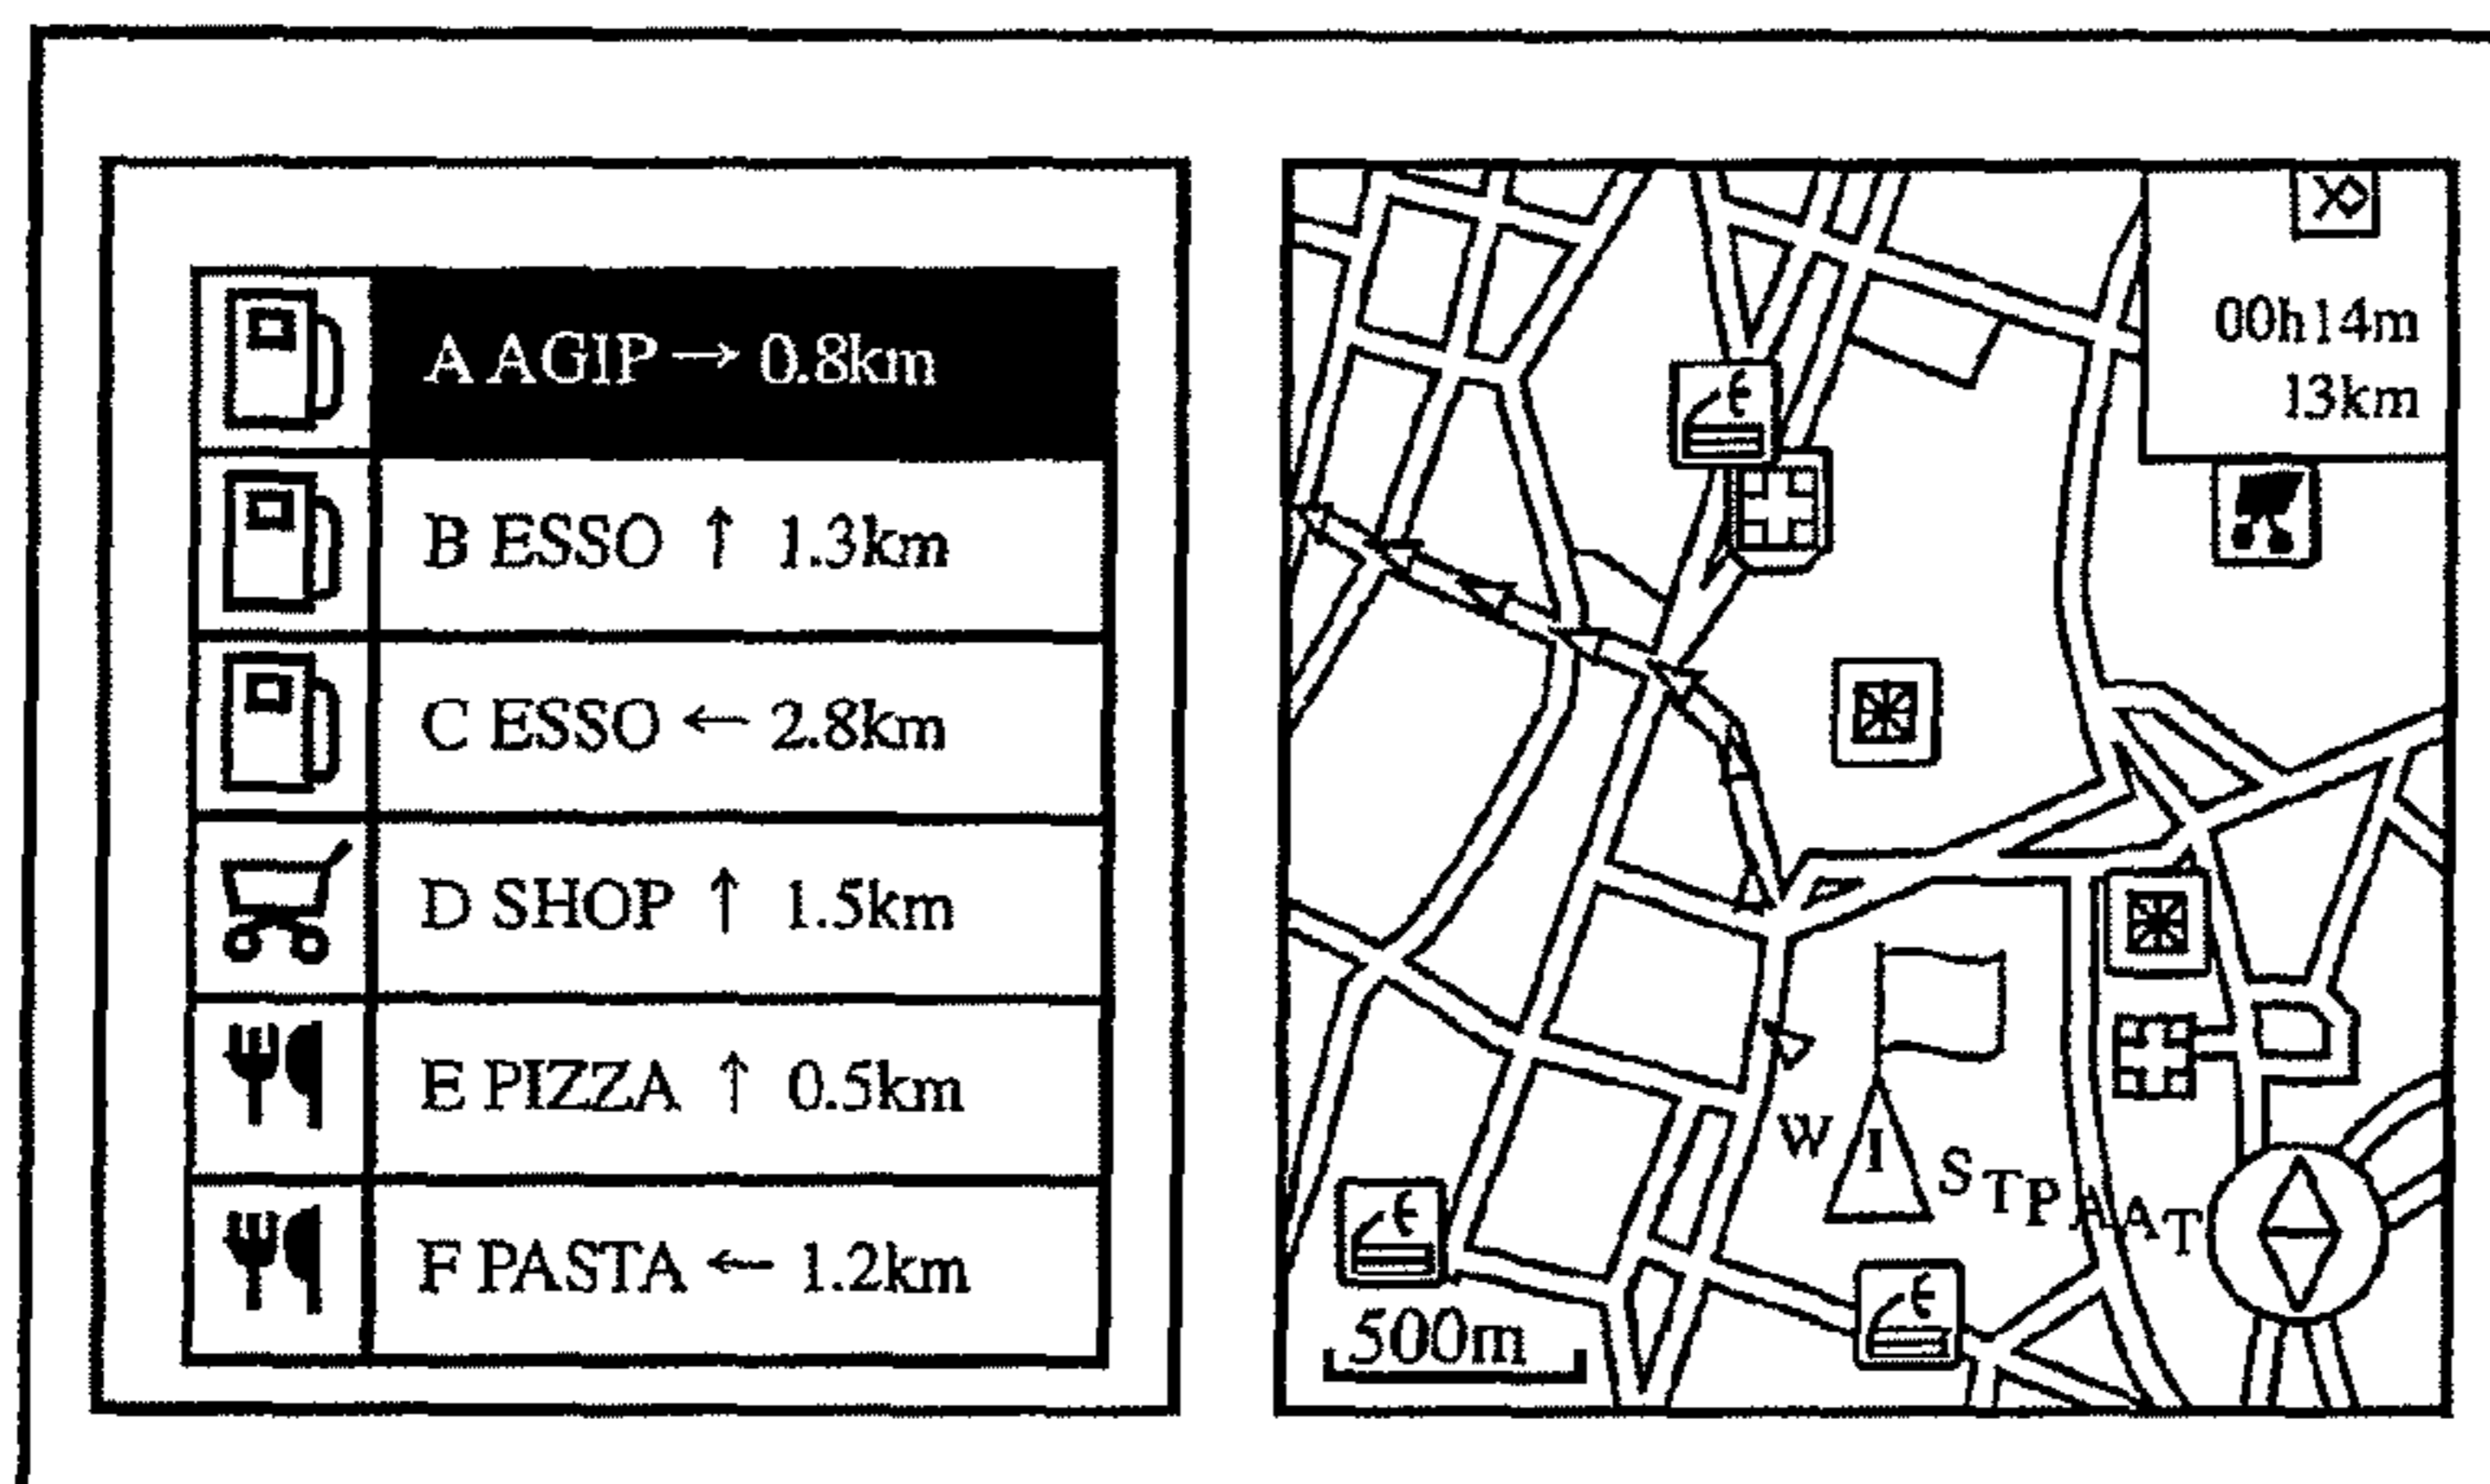 A AGIP → 0.8km
B ESSO ↑ 1.3km
C ESSO ← 2.8km
D SHOP ↑ 1.5km
E PIZZA ↑ 0.5km
F PASTA ← 1.2km
00h14m
13km
W I S T P A A T
500m